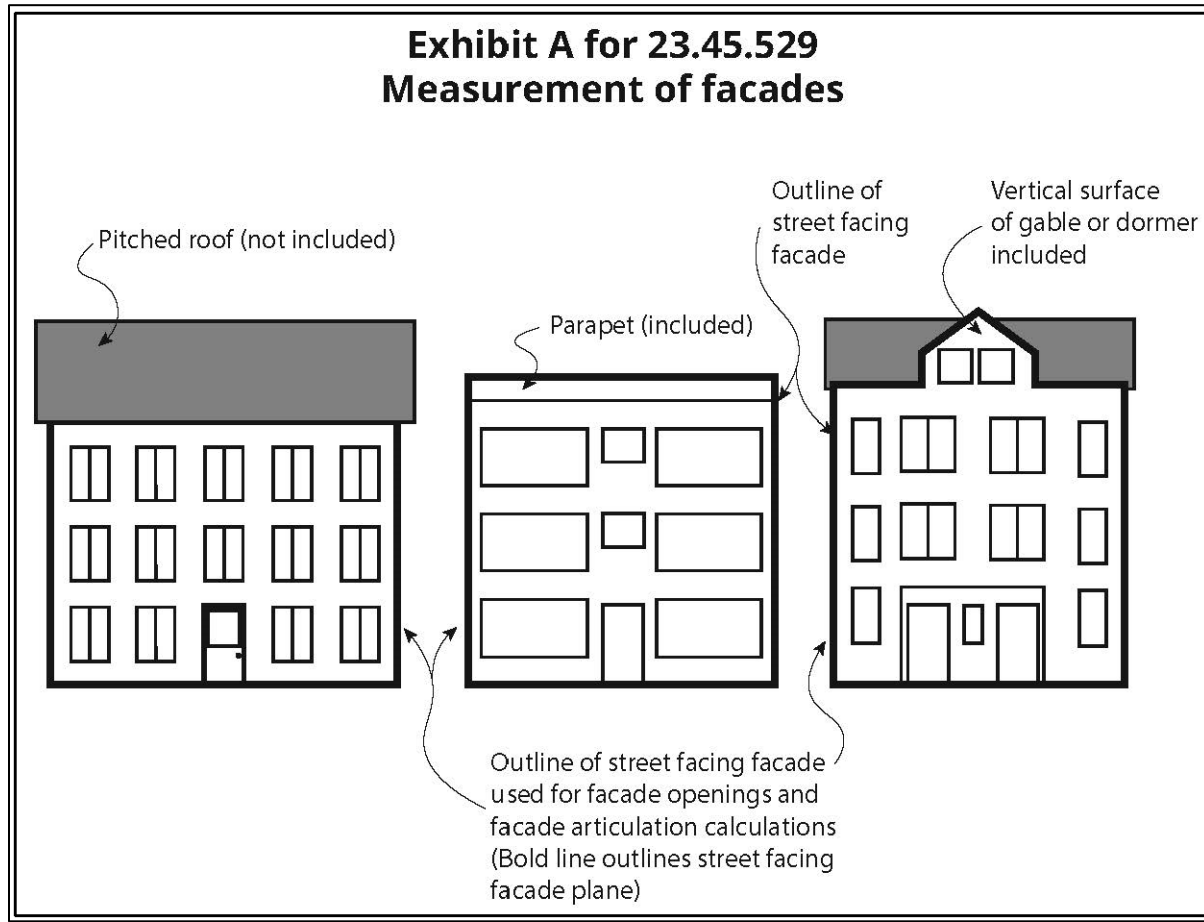 Exhibit A for 23.45.529
Measurement of facades
Pitched roof (not included)
Parapet (included)
Outline of
street facing
facade
Vertical surface
of gable or dormer
included
Outline of street facing facade
used for facade openings and
facade articulation calculations
(Bold line outlines street facing
facade plane)